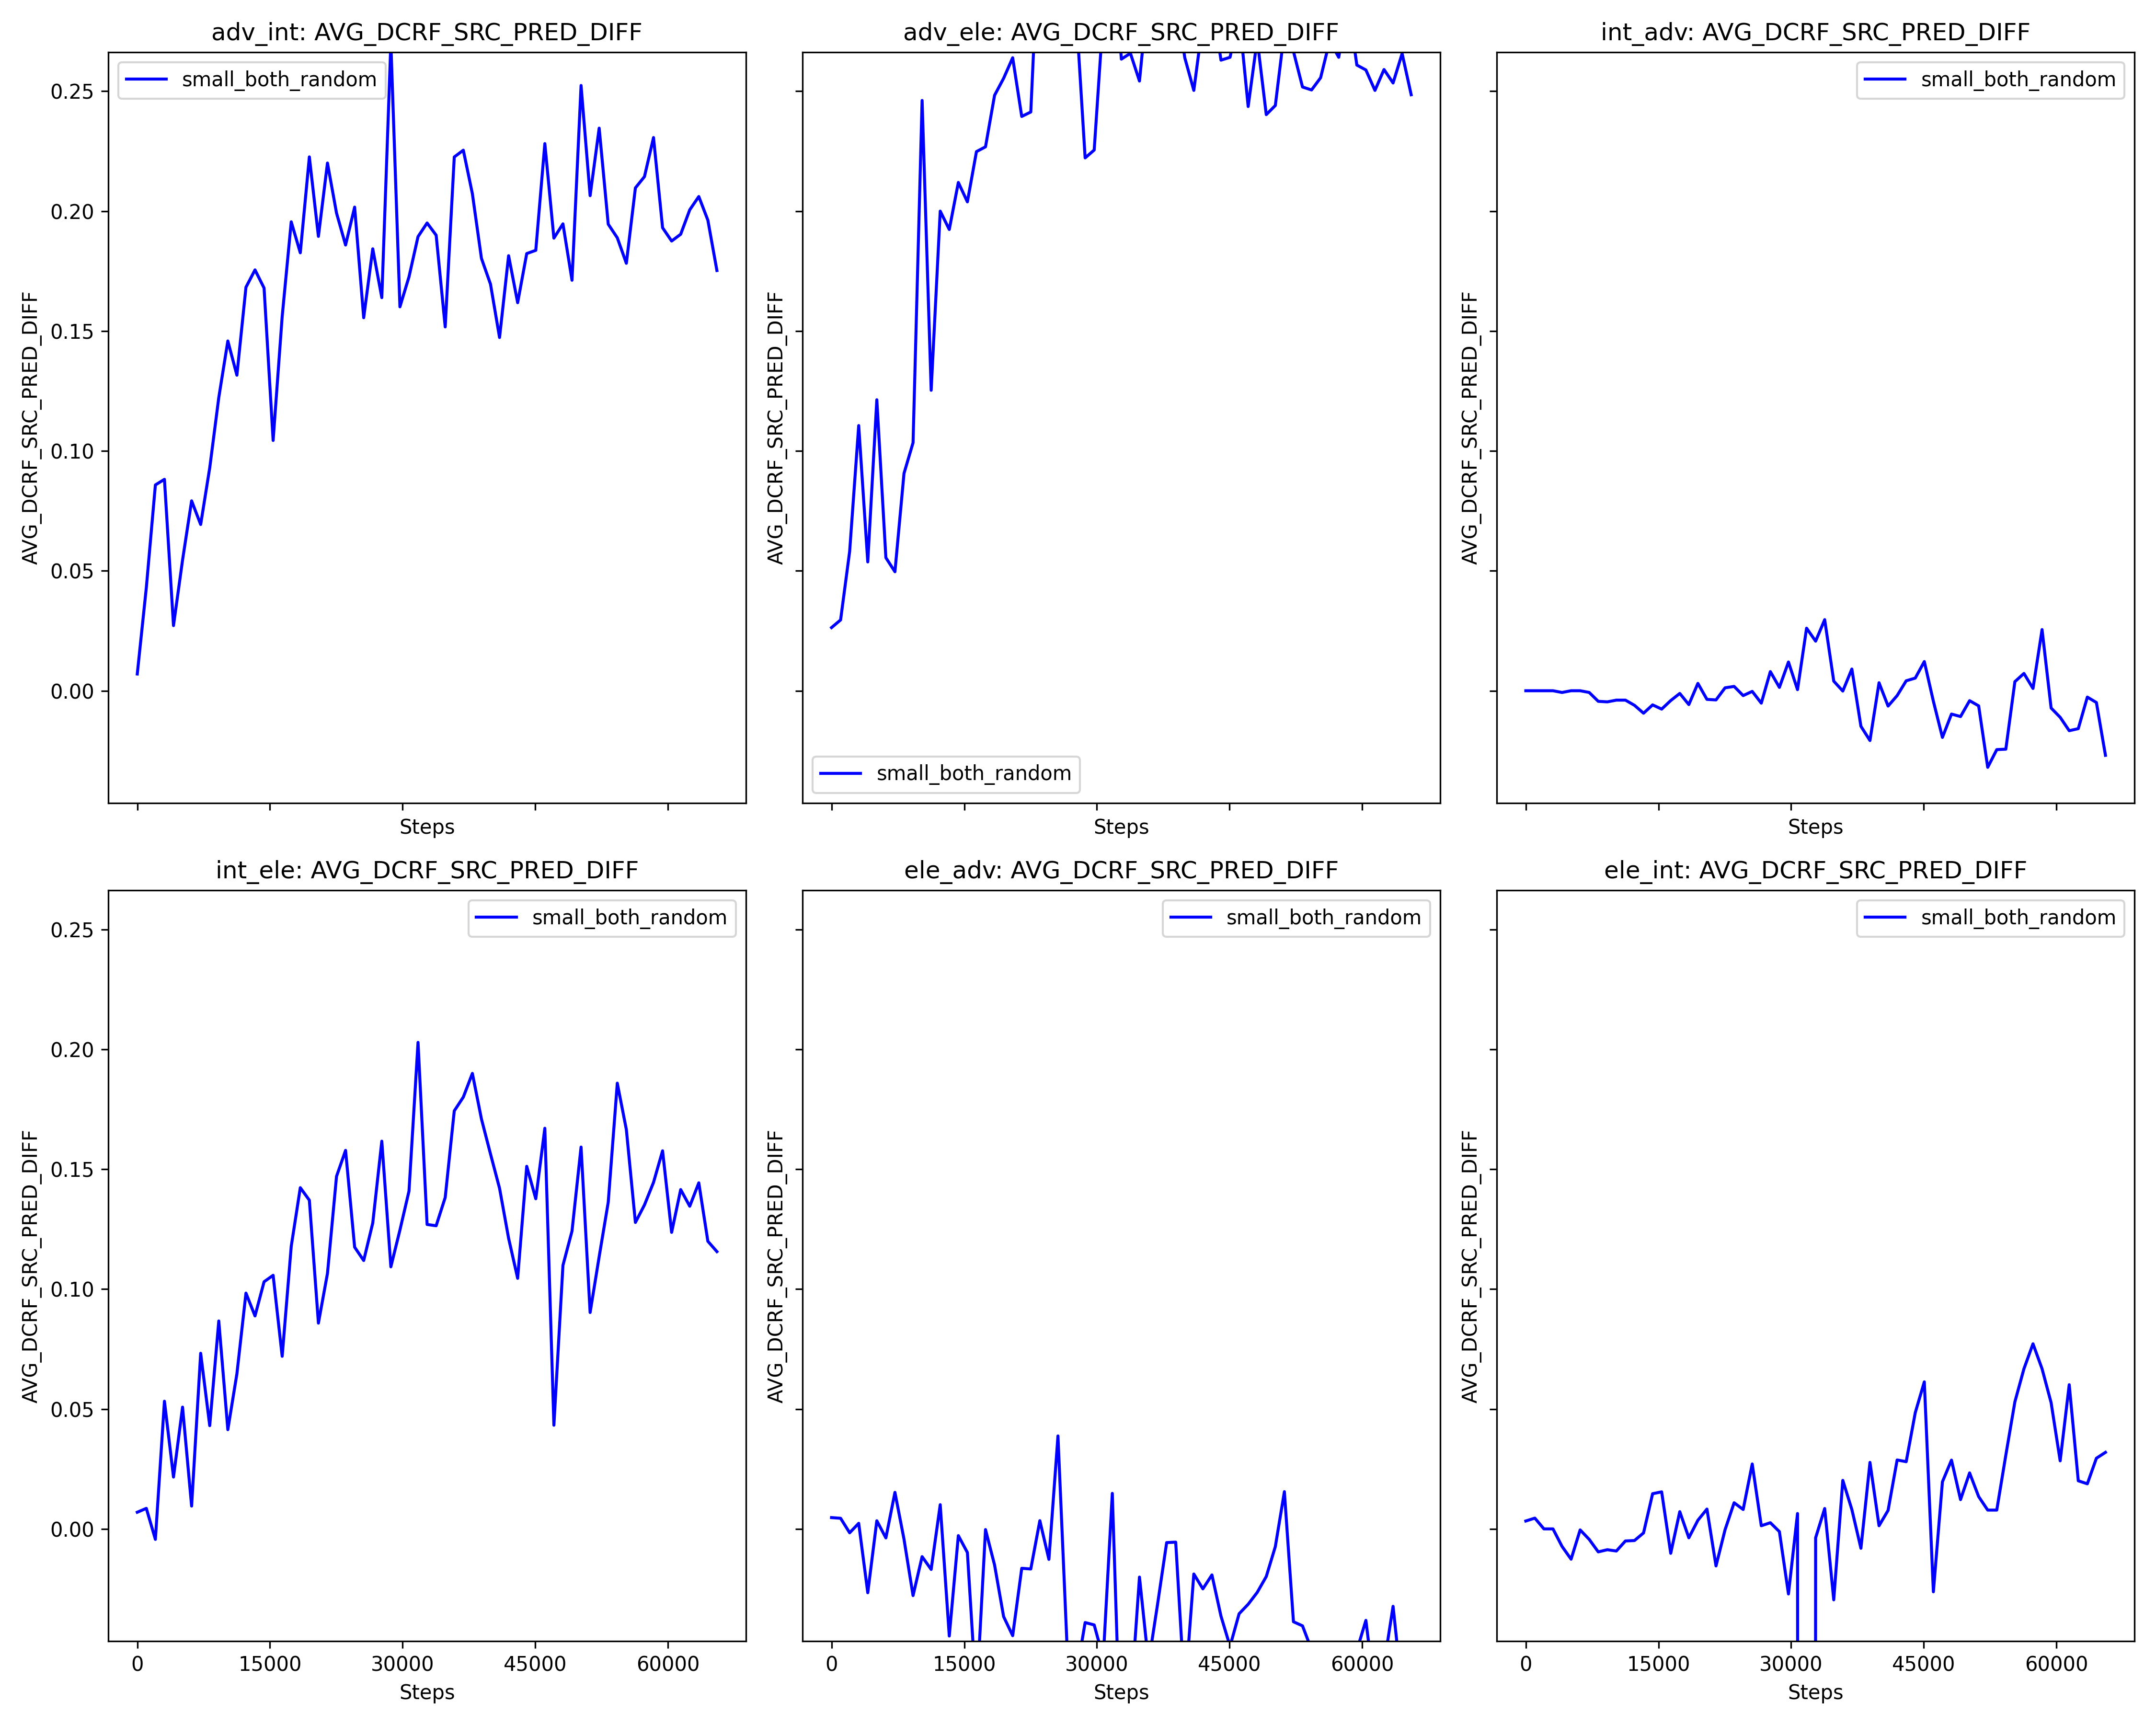 adv_int: AVG_DCRF_SRC_PRED_DIFF
adv_ele: AVG_DCRF_SRC_PRED_DIFF
int_adv: AVG_DCRF_SRC_PRED_DIFF
small_both_random
small_both_random
small_both_random
AVG_DCRF_SRC_PRED_DIFF
AVG_DCRF_SRC_PRED_DIFF
AVG_DCRF_SRC_PRED_DIFF
0.25
0.20
0.15
0.10
0.05
0.00
Steps
Steps
Steps
int_ele: AVG_DCRF_SRC_PRED_DIFF
ele_adv: AVG_DCRF_SRC_PRED_DIFF
ele_int: AVG_DCRF_SRC_PRED_DIFF
small_both_random
small_both_random
small_both_random
AVG_DCRF_SRC_PRED_DIFF
AVG_DCRF_SRC_PRED_DIFF
AVG_DCRF_SRC_PRED_DIFF
0.25
0.20
0.15
0.10
0.05
0.00
0 15000 30000 45000 60000
0 15000 30000 45000 60000
0 15000 30000 45000 60000
Steps
Steps
Steps